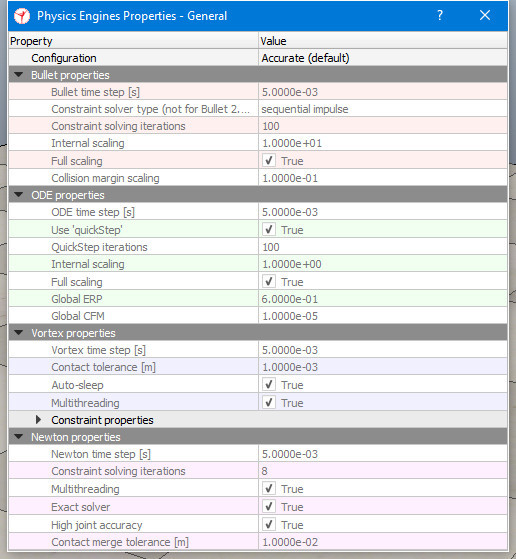 Physics Engines Properties - General
? ×
Property Value
Configuration Accurate (default)
Bullet properties
Bullet time step [s] 5.0000e-03
Constraint solver type (not for Bullet 2.... sequential impulse
Constraint solving iterations 100
Internal scaling 1.0000e+01
Full scaling True
Collision margin scaling 1.0000e-01
ODE properties
ODE time step [s] 5.0000e-03
Use 'quickStep' True
QuickStep iterations 100
Internal scaling 1.0000e+00
Full scaling True
Global ERP 6.0000e-01
Global CFM 1.0000e-05
Vortex properties
Vortex time step [s] 5.0000e-03
Contact tolerance [m] 1.0000e-03
Auto-sleep True
Multithreading True
Constraint properties
Newton properties
Newton time step [s] 5.0000e-03
Constraint solving iterations 8
Multithreading True
Exact solver True
High joint accuracy True
Contact merge tolerance [m] 1.0000e-02